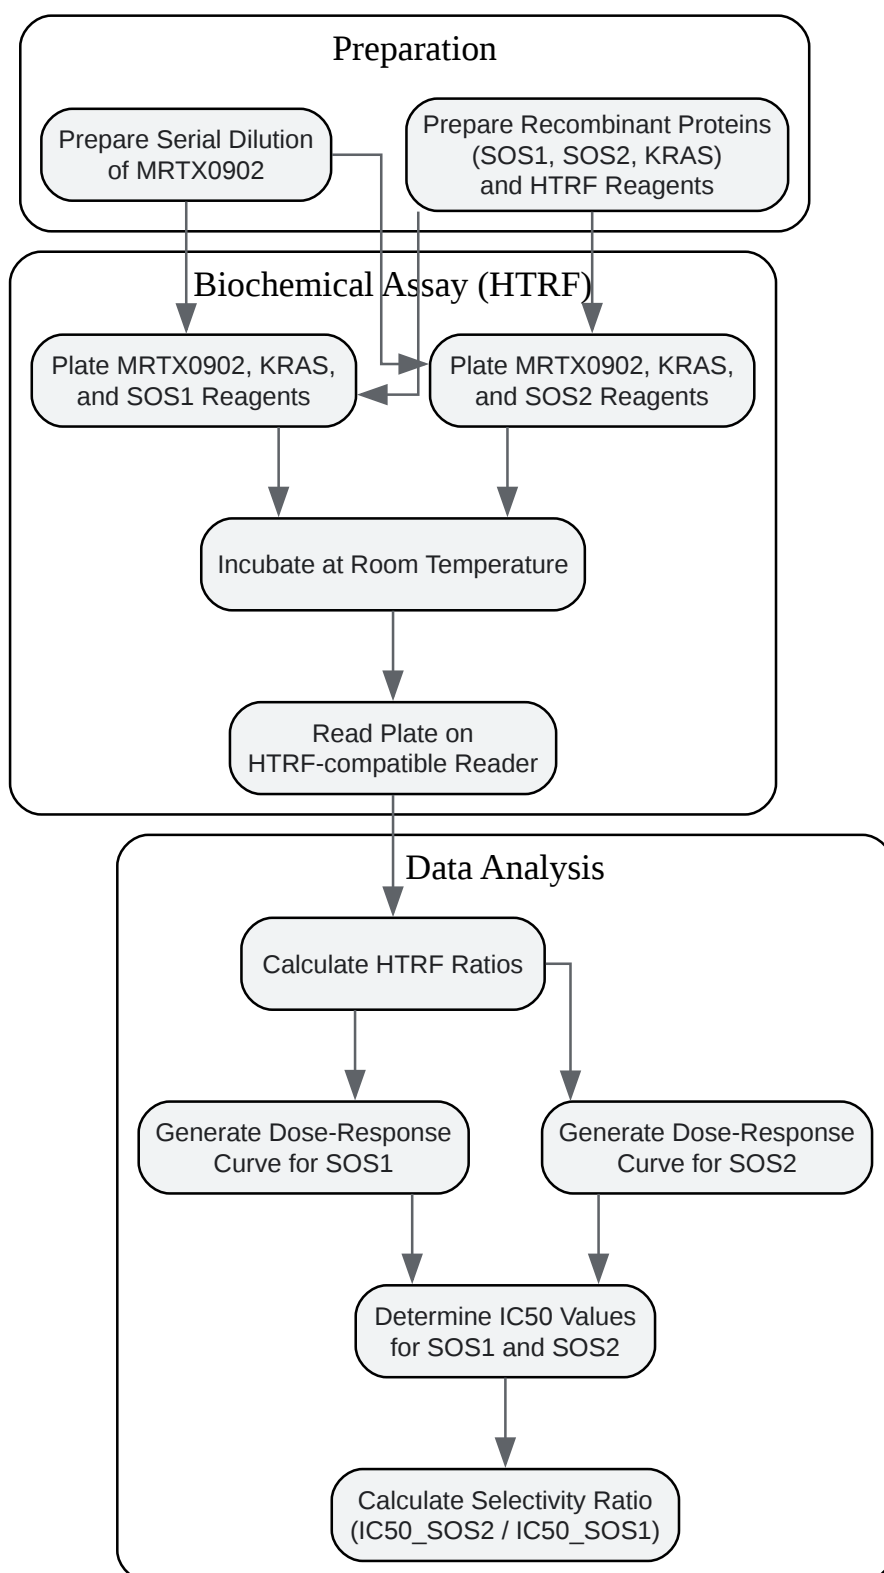 Preparation
Prepare Serial Dilution
of MRTX0902
Prepare Recombinant Proteins
(SOS1, SOS2, KRAS)
and HTRF Reagents
Biochemical Assay (HTRF)
Plate MRTX0902, KRAS,
and SOS1 Reagents
Plate MRTX0902, KRAS,
and SOS2 Reagents
Incubate at Room Temperature
Read Plate on
HTRF-compatible Reader
Data Analysis
Calculate HTRF Ratios
Generate Dose-Response
Curve for SOS1
Generate Dose-Response
Curve for SOS2
Determine IC50 Values
for SOS1 and SOS2
Calculate Selectivity Ratio
(IC50_SOS2 / IC50_SOS1)